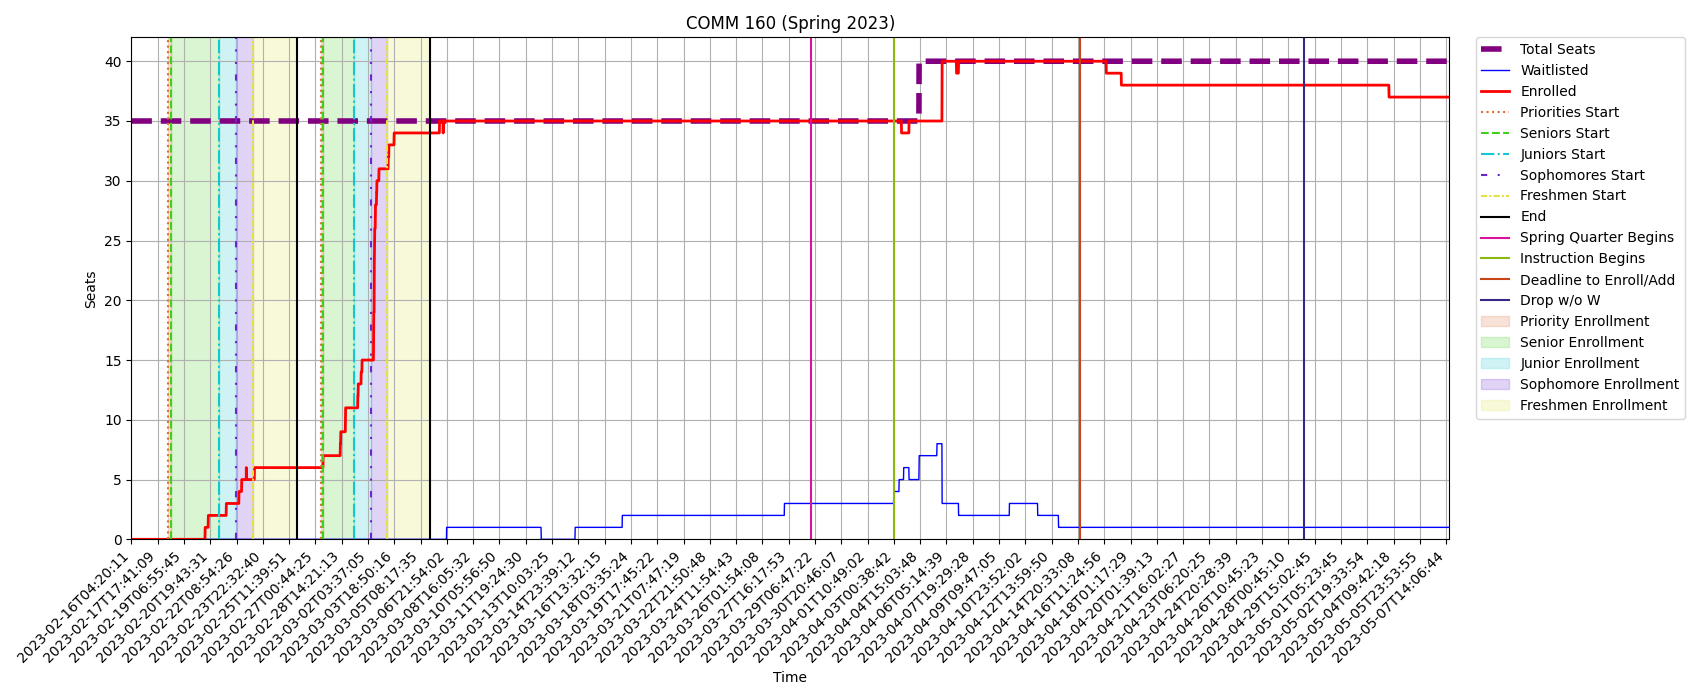 COMM 160 (Spring 2023)
Seats
40
35
30
25
20
15
10
5
0
2023-02-16T04:20:11
2023-02-17T17:41:09
2023-02-19T06:55:45
2023-02-20T19:43:31
2023-02-22T08:54:26
2023-02-23T22:32:40
2023-02-25T11:39:51
2023-02-27T00:44:25
2023-02-28T14:21:13
2023-03-02T03:37:05
2023-03-03T18:50:16
2023-03-05T08:17:35
2023-03-06T21:54:02
2023-03-08T16:05:32
2023-03-10T05:56:50
2023-03-11T19:24:30
2023-03-13T10:03:25
2023-03-14T23:39:12
2023-03-16T13:32:15
2023-03-18T03:35:24
2023-03-19T17:45:22
2023-03-21T07:47:19
2023-03-22T21:50:48
2023-03-24T11:54:43
2023-03-26T01:54:08
2023-03-27T16:17:53
2023-03-29T06:47:22
2023-03-30T20:46:07
2023-04-01T10:49:02
2023-04-03T00:38:42
2023-04-04T15:03:48
2023-04-06T05:14:39
2023-04-07T19:29:28
2023-04-09T09:47:05
2023-04-10T23:52:02
2023-04-12T13:59:50
2023-04-14T20:33:08
2023-04-16T11:24:56
2023-04-18T01:17:29
2023-04-20T01:39:13
2023-04-21T16:02:27
2023-04-23T06:20:25
2023-04-24T20:28:39
2023-04-26T10:45:23
2023-04-28T00:45:10
2023-04-29T15:02:45
2023-05-01T05:23:45
2023-05-02T19:33:54
2023-05-04T09:42:18
2023-05-05T23:53:55
2023-05-07T14:06:44
Time
Total Seats
Waitlisted
Enrolled
Priorities Start
Seniors Start
Juniors Start
Sophomores Start
Freshmen Start
End
Spring Quarter Begins
Instruction Begins
Deadline to Enroll/Add
Drop w/o W
Priority Enrollment
Senior Enrollment
Junior Enrollment
Sophomore Enrollment
Freshmen Enrollment